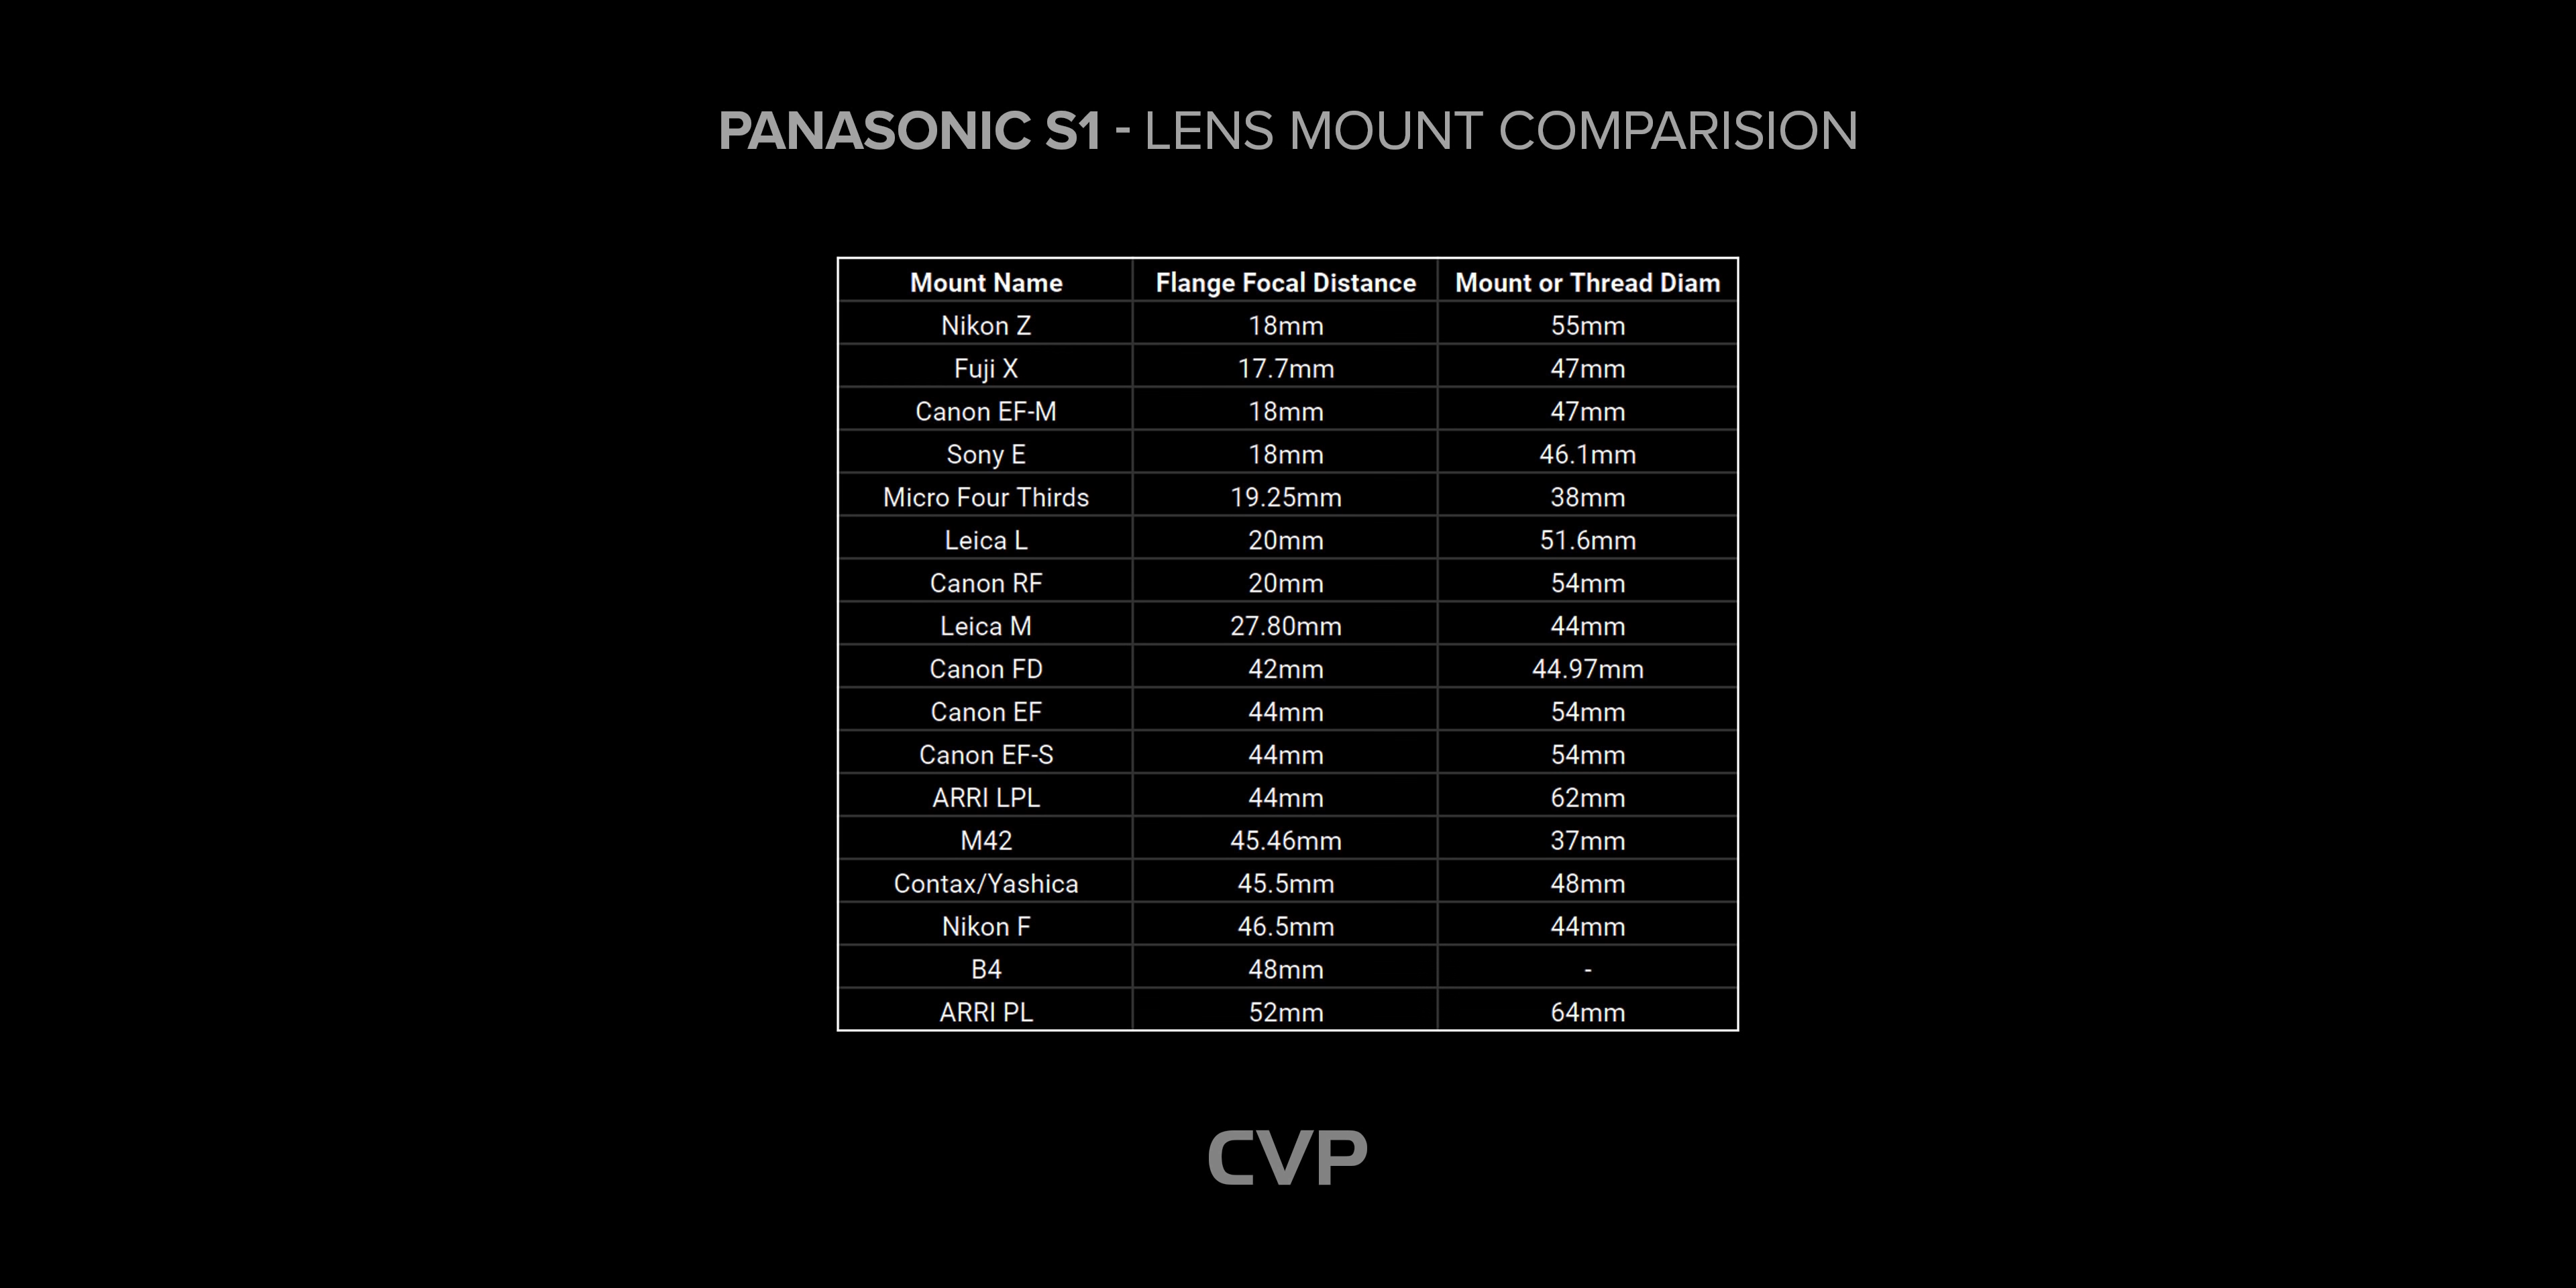 PANASONIC S1 - LENS MOUNT COMPARISION
Mount Name Flange Focal Distance Mount or Thread Diam
Nikon Z 18mm 55mm
Fuji X 17.7mm 47mm
Canon EF-M 18mm 47mm
Sony E 18mm 46.1mm
Micro Four Thirds 19.25mm 38mm
Leica L 20mm 51.6mm
Canon RF 20mm 54mm
Leica M 27.80mm 44mm
Canon FD 42mm 44.97mm
Canon EF 44mm 54mm
Canon EF-S 44mm 54mm
ARRI LPL 44mm 62mm
M42 45.46mm 37mm
Contax/Yashica 45.5mm 48mm
Nikon F 46.5mm 44mm
B4 48mm -
ARRI PL 52mm 64mm
CVP